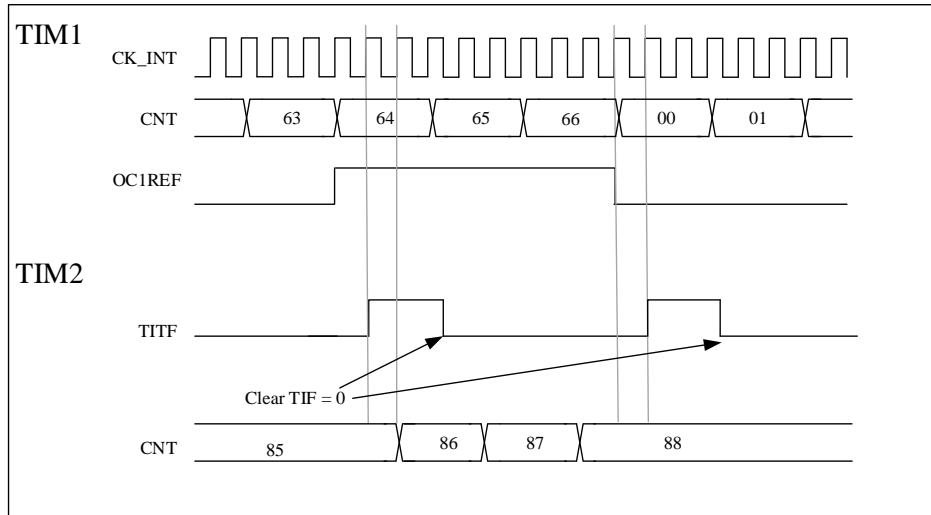 TIM1
CK_INT
CNT 63 64 65 66 00 01
OC1REF
TIM2
TITF
Clear TIF = 0
CNT 85 86 87 88